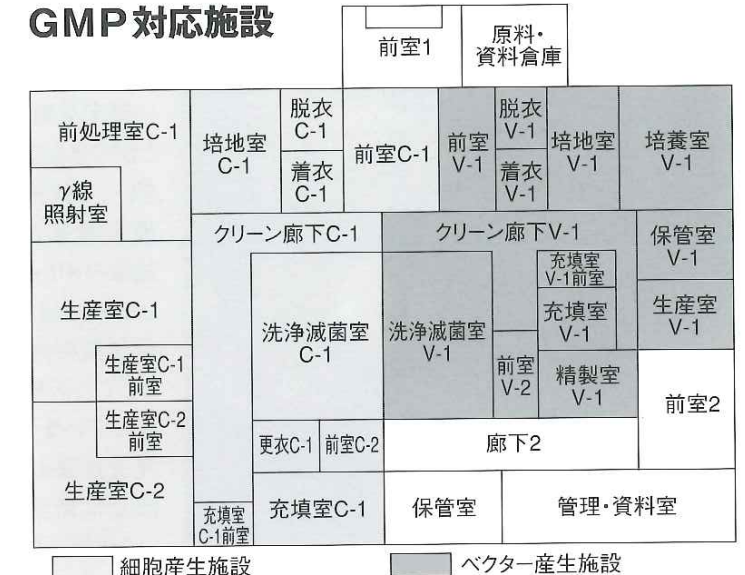 GMP対応施設
前室1
原料・
資料倉庫
前処理室C-1
培地室
C-1
脱衣
C-1
着衣
C-1
前室C-1
前室
V-1
脱衣
V-1
着衣
V-1
培地室
V-1
培養室
V-1
γ線
照射室
クリーン廊下C-1
クリーン廊下V-1
保管室
V-1
充填室
V-1前室
充填室
V-1
生産室
V-1
生産室C-1
洗浄滅菌室
C-1
洗浄滅菌室
V-1
前室
V-2
精製室
V-1
前室2
生産室C-1
前室
生産室C-2
前室
更衣C-1
前室C-2
廊下2
生産室C-2
充填室
C-1前室
充填室C-1
保管室
管理・資料室
細胞産生施設
ベクター産生施設